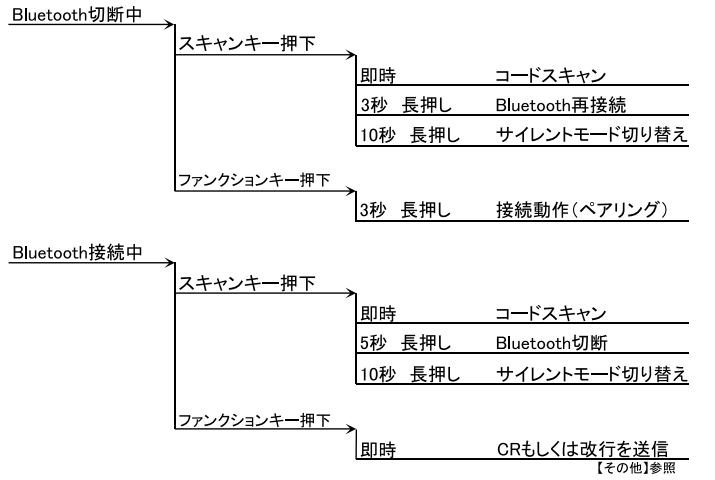 Bluetooth切断中
スキャンキー押下
即時 コードスキャン
3秒 長押し Bluetooth再接続
10秒 長押し サイレントモード切り替え
ファンクションキー押下
3秒 長押し 接続動作(ペアリング)
Bluetooth接続中
スキャンキー押下
即時 コードスキャン
5秒 長押し Bluetooth切断
10秒 長押し サイレントモード切り替え
ファンクションキー押下
即時 CRもしくは改行を送信
【その他】参照